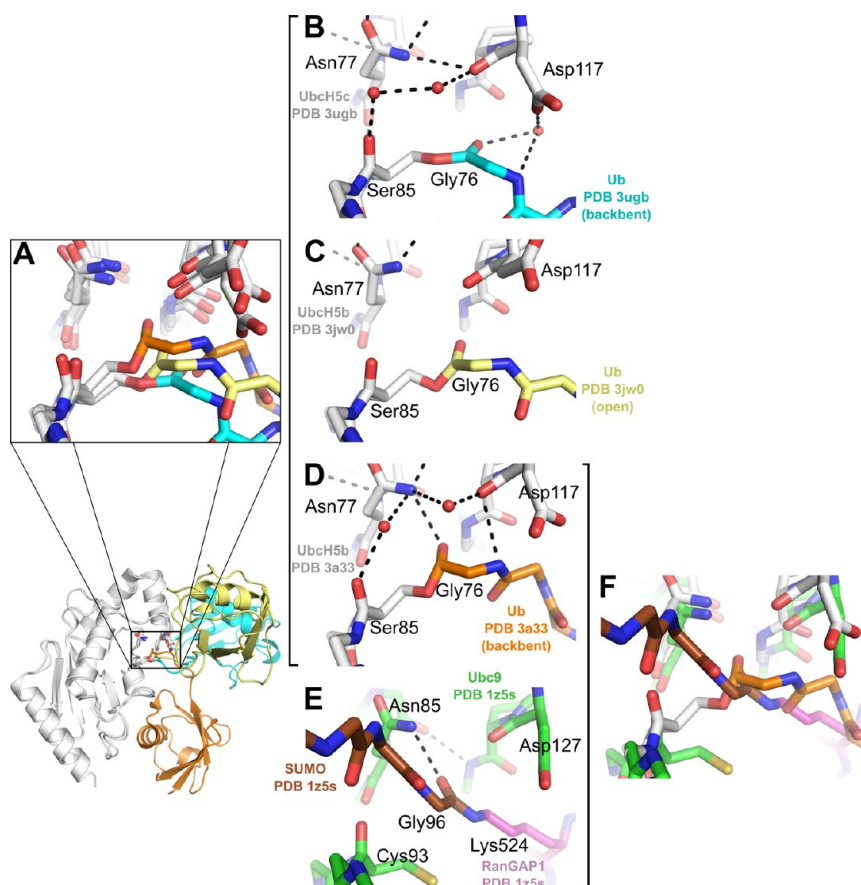 B
Asn77
Asp117
UbcH5c
PDB 3ugb
Ser85
Gly76
Ub
PDB 3ugb
(backbent)
A
C
Asn77
Asp117
UbcH5b
PDB 3jw0
Ser85
Gly76
Ub
PDB 3jw0
(open)
D
Asn77
Asp117
UbcH5b
PDB 3a33
Gly76
Ser85
Ub
PDB 3a33
(backbent)
E
Asn85
Ubc9
PDB 1z5s
Asp127
SUMO
PDB 1z5s
Gly96
Lys524
Cys93
RanGAP1
PDB 1z5s
F